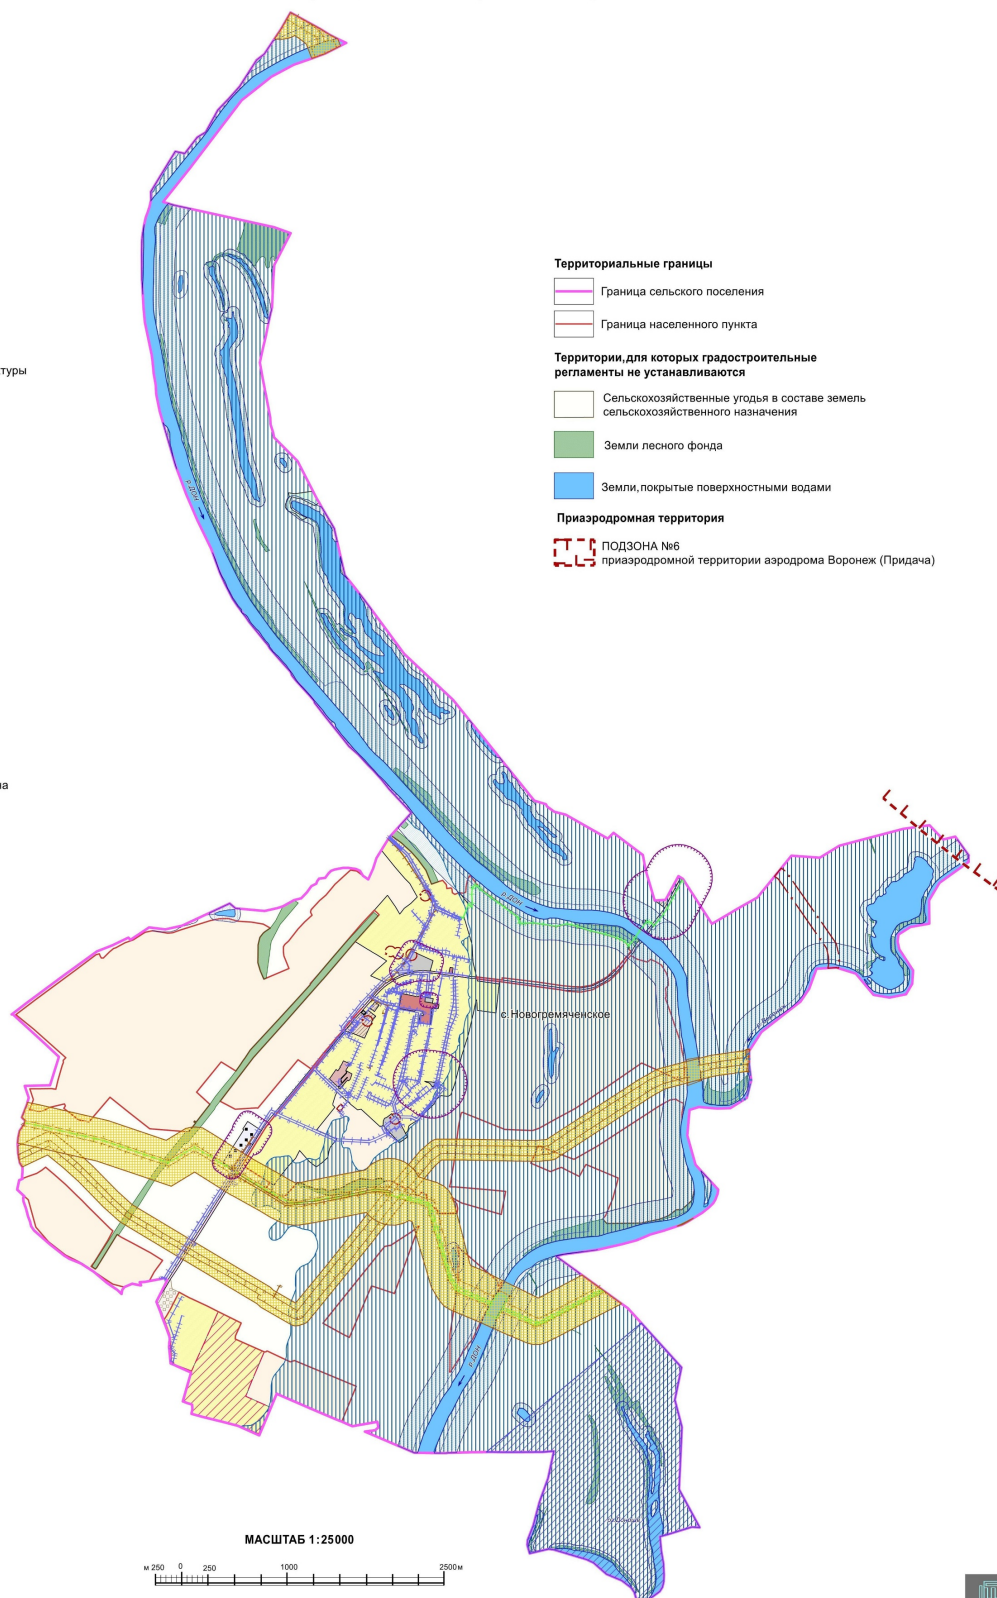 Территориальные границы
Граница сельского поселения
Граница населенного пункта
Территории,для которых градостроительные
регламенты не устанавливаются
туры
Сельскохозяйственные угодья в составе земель
сельскохозяйственного назначения
Земли лесного фонда
Земли,покрытые поверхностными водами
Приаэродромная территория
ПОДЗОНА №6
приаэродромной территории аэродрома Воронеж (Придача)
р.ДОН
на
р.ДОН
с. Новогремяченское
р.ДОН
МАСШТАБ 1:25000
м 250 0 250 1000 2500м